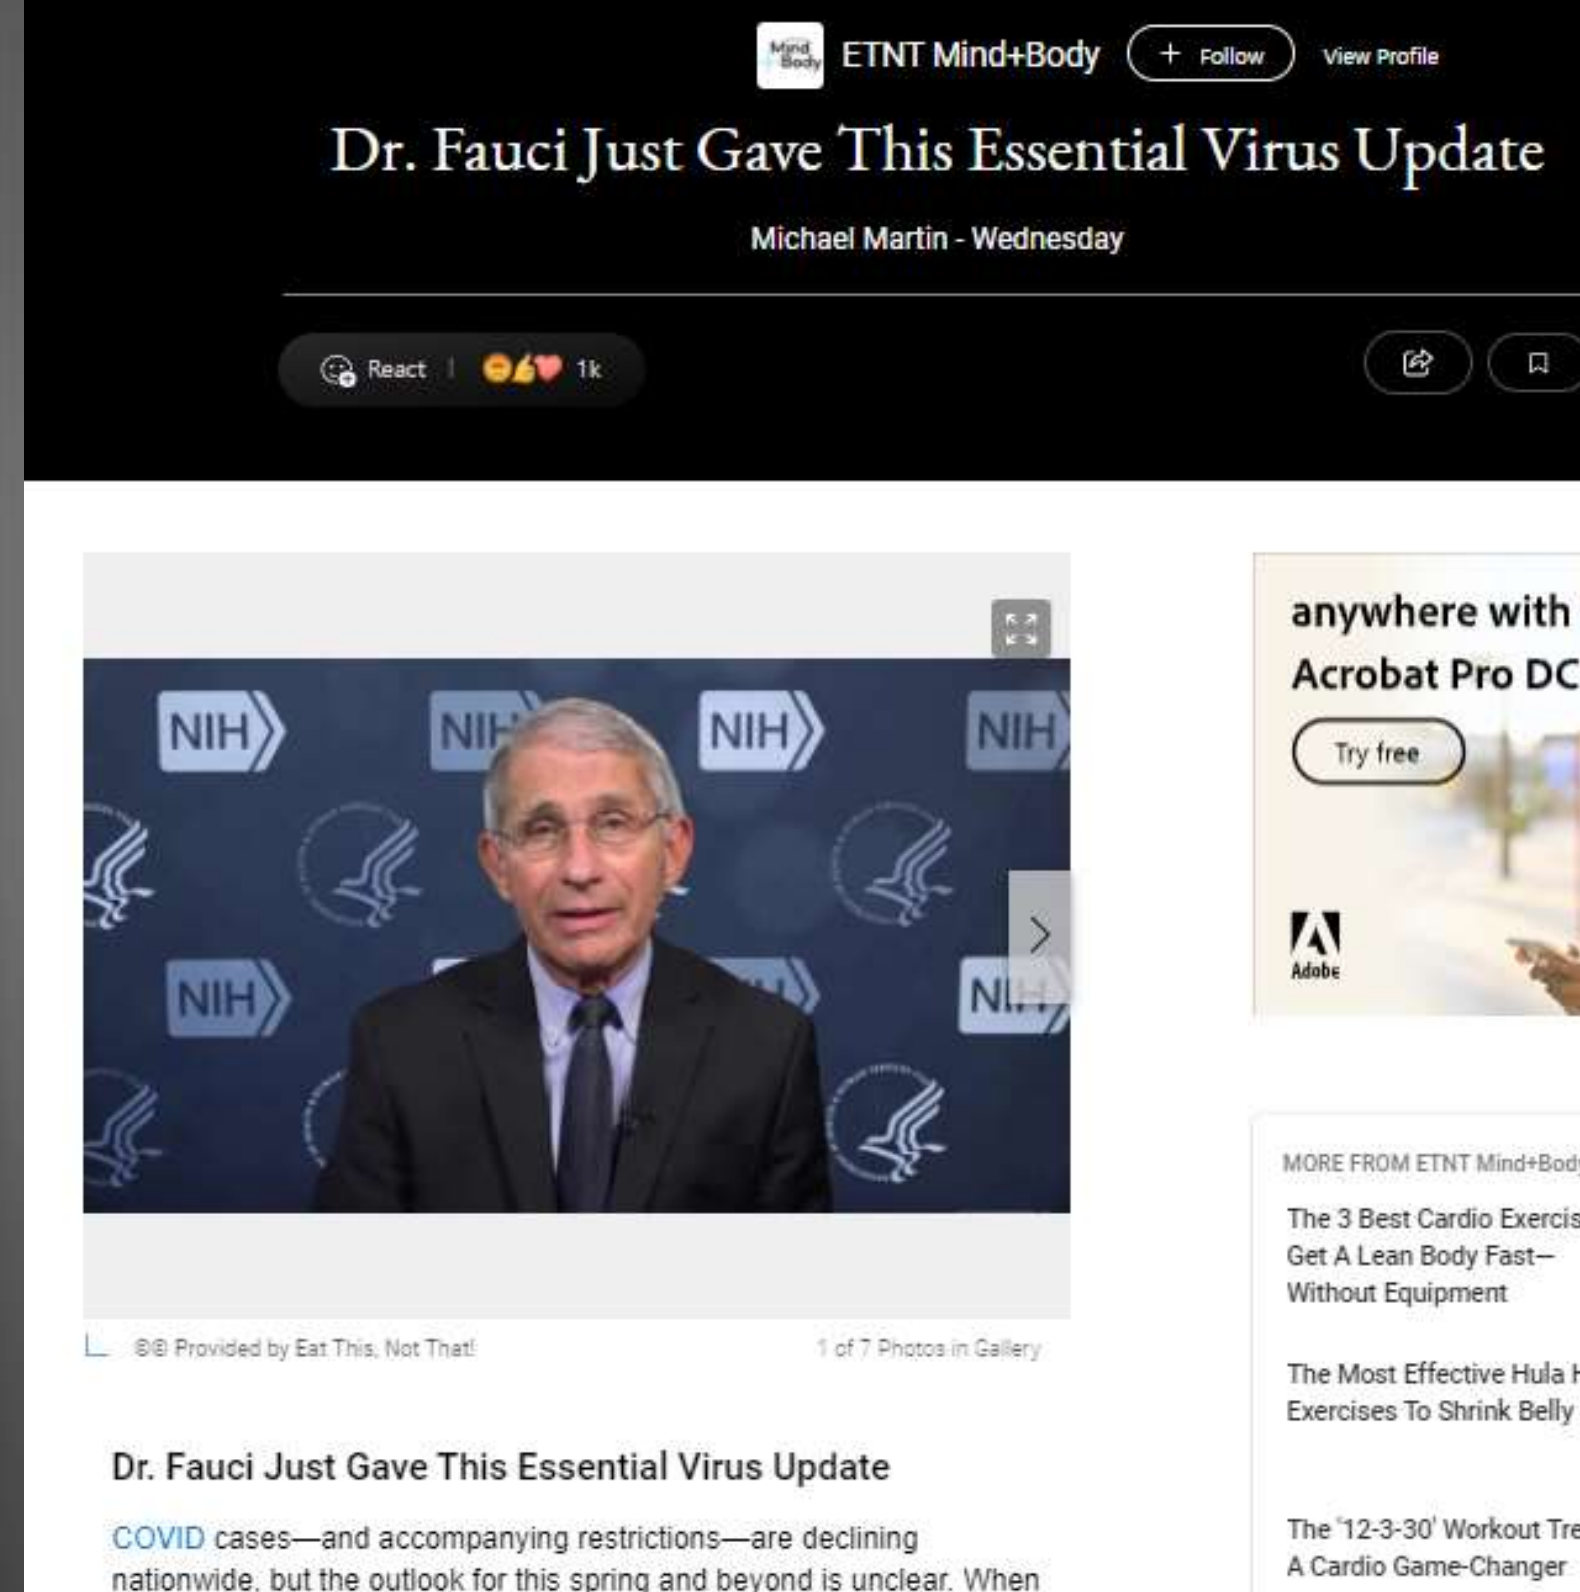 Mind
Body
ETNT Mind+Body
+ Follow
View Profile
Dr. Fauci Just Gave This Essential Virus Update
Michael Martin - Wednesday
React
1k
NIH
NIH
NIH
NIH
NIH
NIH
anywhere with
Acrobat Pro DC
Try free
Adobe
©® Provided by Eat This, Not That!
1 of 7 Photos in Gallery
MORE FROM ETNT Mind+Body
The 3 Best Cardio Exercis
Get A Lean Body Fast—
Without Equipment
The Most Effective Hula H
Exercises To Shrink Belly
The '12-3-30' Workout Tre
A Cardio Game-Changer
Dr. Fauci Just Gave This Essential Virus Update
COVID cases—and accompanying restrictions—are declining
nationwide, but the outlook for this spring and beyond is unclear. When